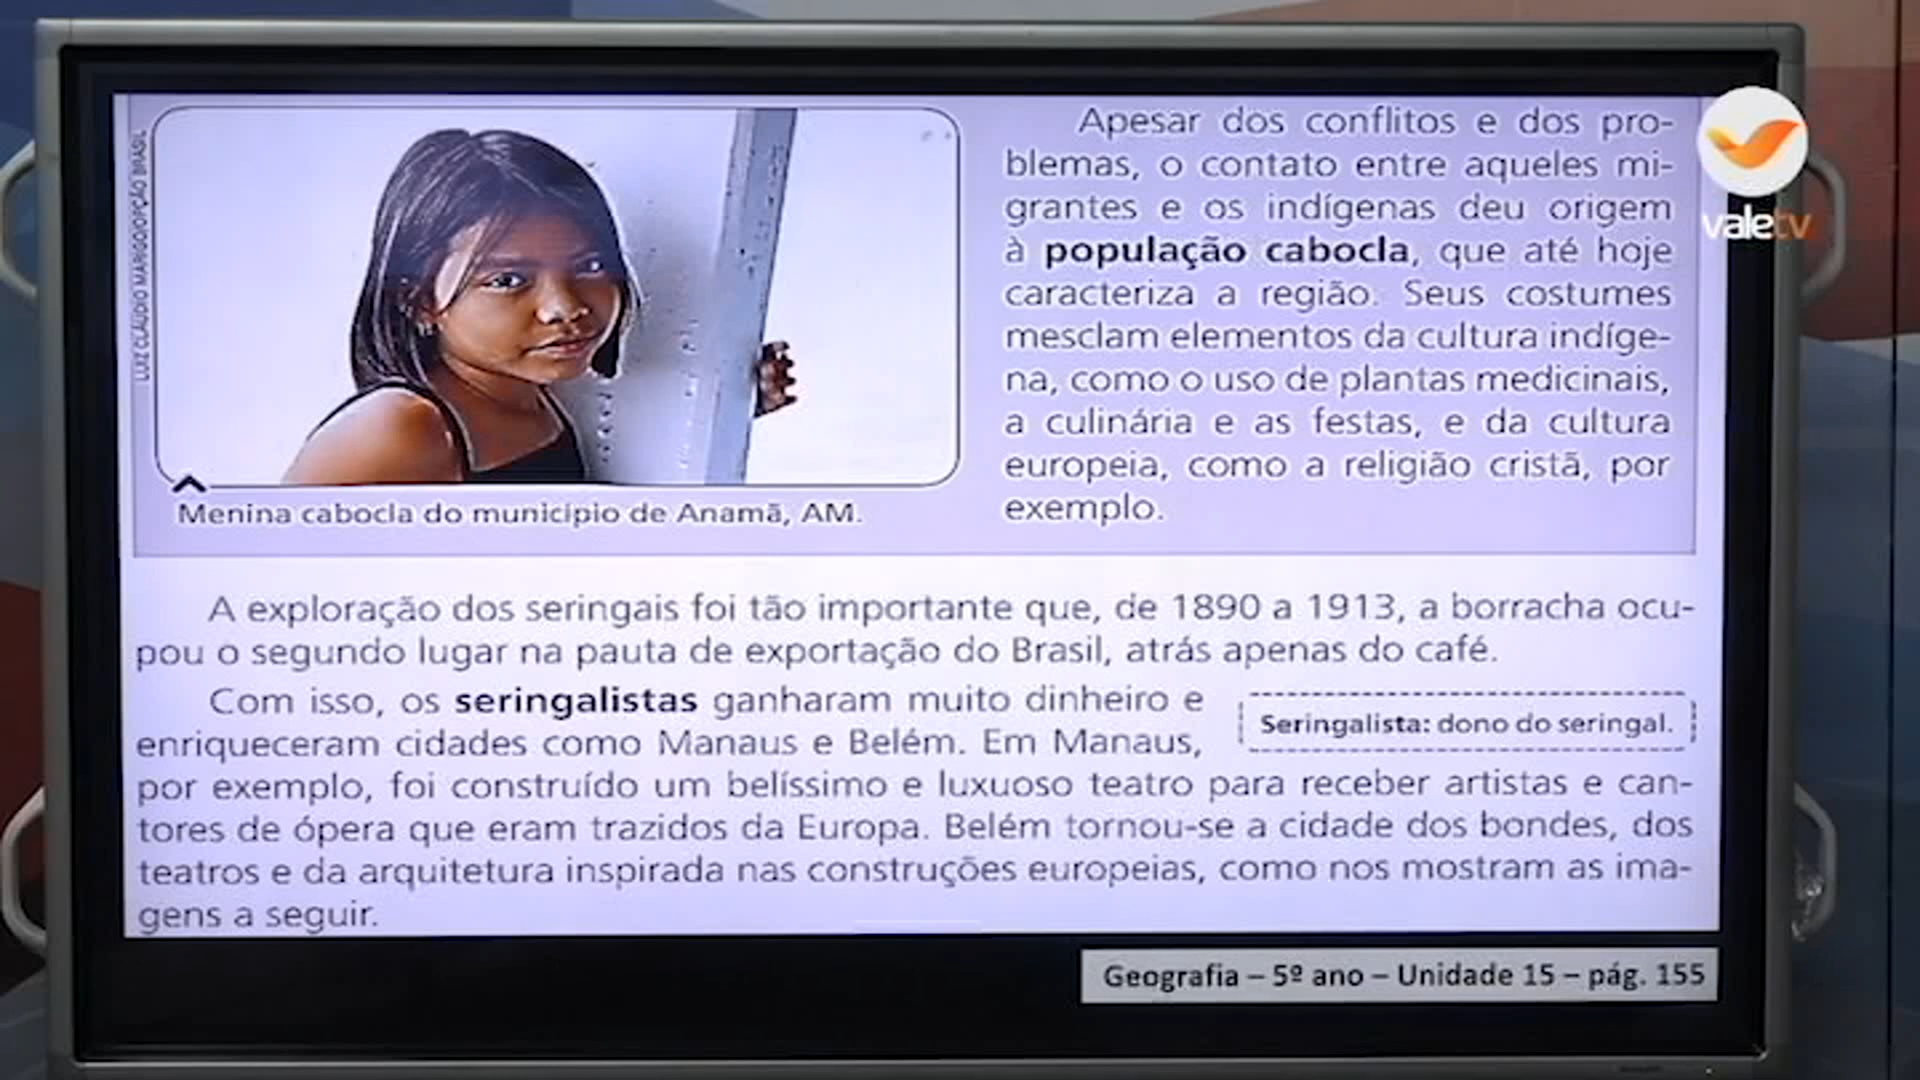 LUIZ CLÁUDIO MARIGO/OPÇÃO BRASIL
Menina cabocla do município de Anamã, AM.
Apesar dos conflitos e dos pro-
blemas, o contato entre aqueles mi-
grantes e os indígenas deu origem
à população cabocla, que até hoje
caracteriza a região. Seus costumes
mesclam elementos da cultura indíge-
na, como o uso de plantas medicinais,
a culinária e as festas, e da cultura
europeia, como a religião cristã, por
exemplo.
valetv
A exploração dos seringais foi tão importante que, de 1890 a 1913, a borracha ocu-
pou o segundo lugar na pauta de exportação do Brasil, atrás apenas do café.
Com isso, os seringalistas ganharam muito dinheiro e
enriqueceram cidades como Manaus e Belém. Em Manaus,
Seringalista: dono do seringal.
por exemplo, foi construído um belíssimo e luxuoso teatro para receber artistas e can-
tores de ópera que eram trazidos da Europa. Belém tornou-se a cidade dos bondes, dos
teatros e da arquitetura inspirada nas construções europeias, como nos mostram as ima-
gens a seguir.
Geografia – 5º ano – Unidade 15 – pág. 155